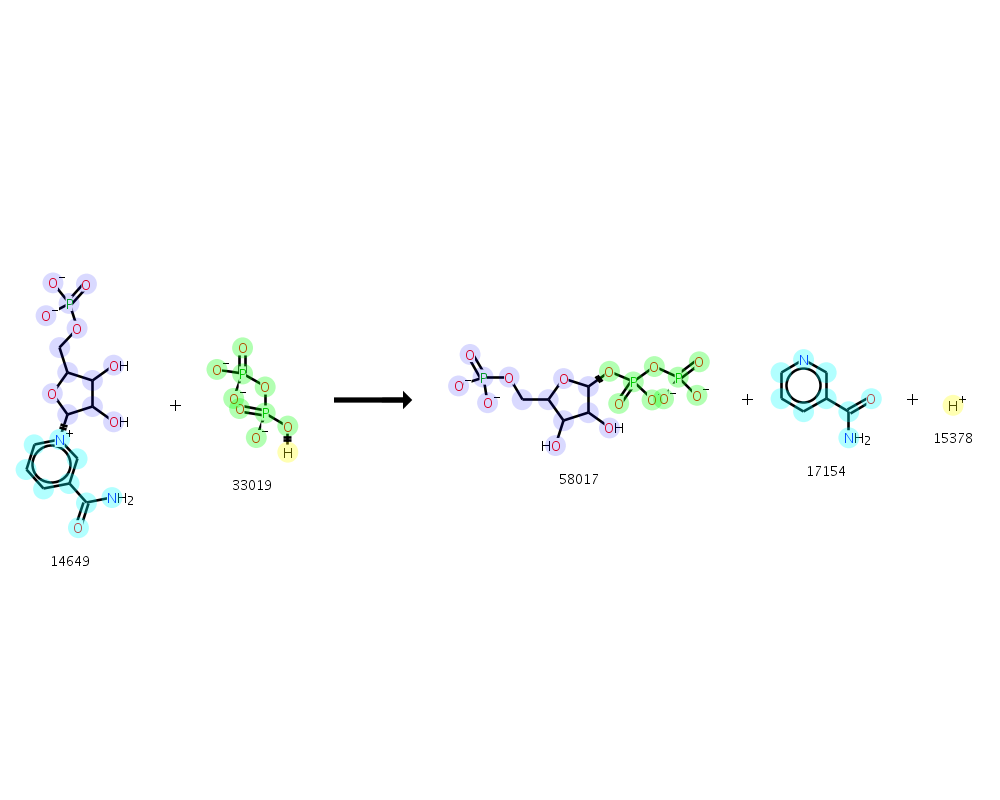 O⁻ O
P
O⁻
O
OH
O
OH
N⁺
NH₂
O
14649
+
O
O⁻ P
O O⁻
O P
O⁻ O
H
33019
O
O⁻ P O
O⁻
O
HO
OH
O P O P O
O O⁻ O⁻ O⁻
58017
+
N
O
NH₂
17154
+
H⁺
15378